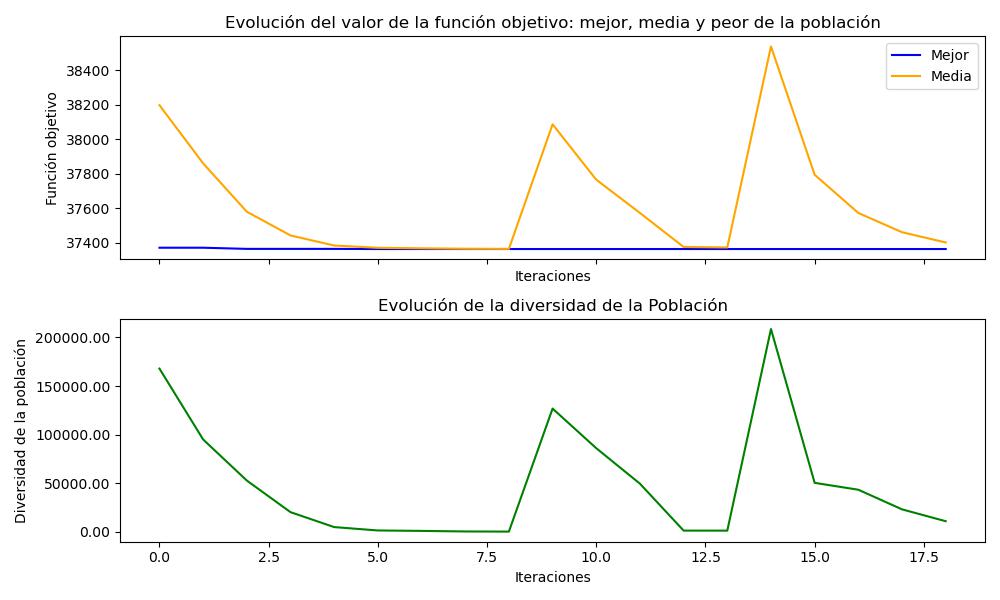 Evolución del valor de la función objetivo: mejor, media y peor de la población
Función objetivo
38400
38200
38000
37800
37600
37400
Mejor
Media
Iteraciones
Evolución de la diversidad de la Población
Diversidad de la población
200000.00
150000.00
100000.00
50000.00
0.00
0.0 2.5 5.0 7.5 10.0 12.5 15.0 17.5
Iteraciones